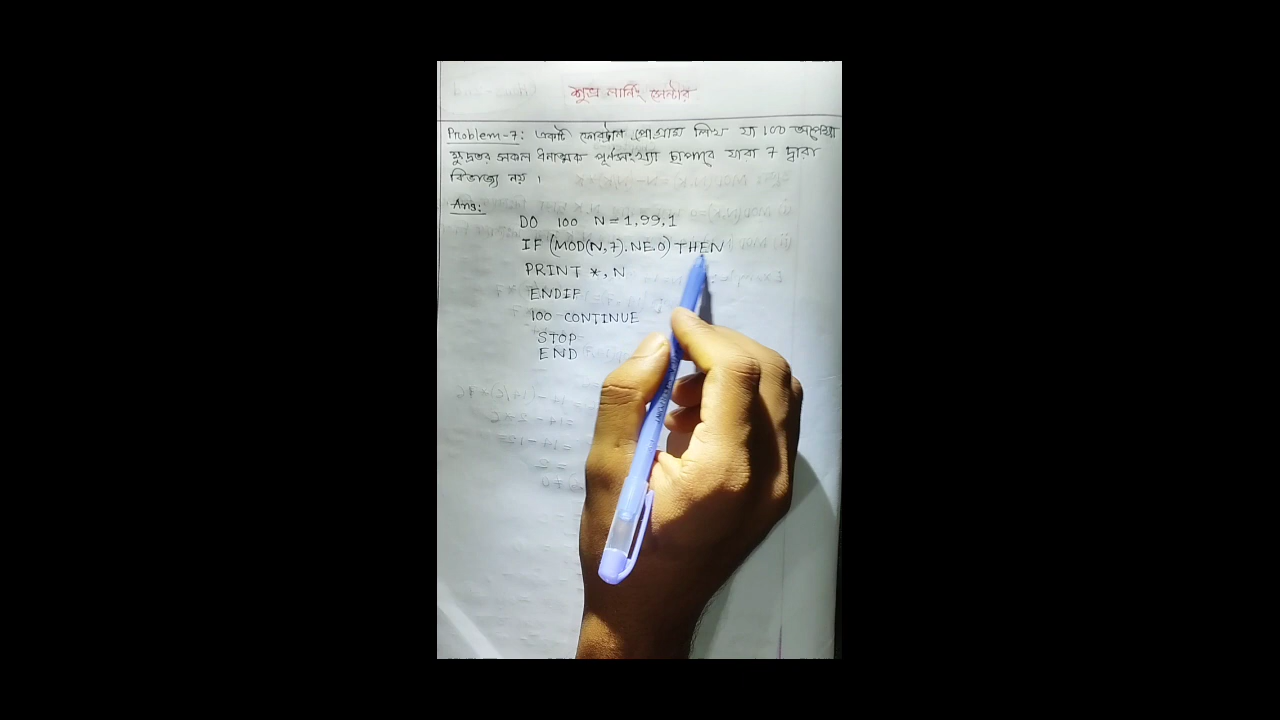 শুভ লার্নিং সেন্টার
Problem-7: একটি ফোরট্রান প্রোগ্রাম লিখ যা 100 অপেক্ষা
ক্ষুদ্রতর সকল ধনাত্মক পূর্নসংখ্যা ছাপাবে যারা 7 দ্বারা
বিভাজ্য নয় ।
Ans:
DO 100 N = 1,99,1
IF (MOD(N,7).NE.0) THEN
PRINT *, N
ENDIF
100 CONTINUE
STOP
END